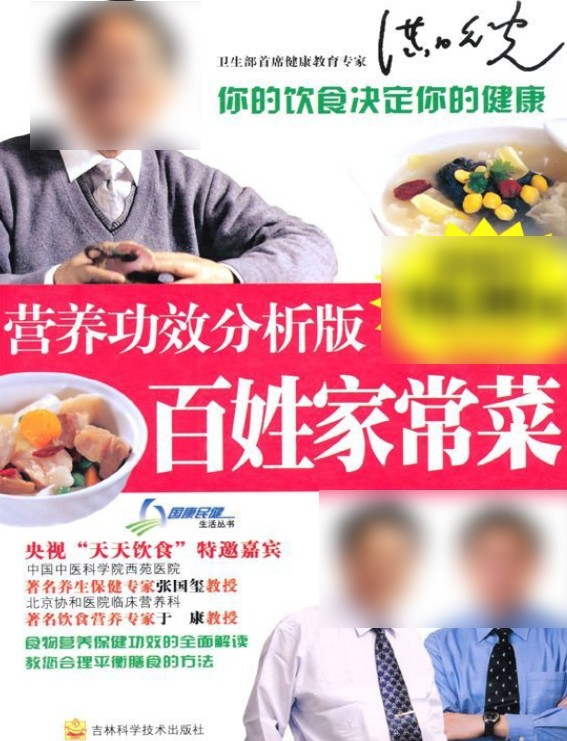 卫生部首席健康教育专家
你的饮食决定你的健康
营养功效分析版
百姓家常菜
国康民健
生活丛书
央视“天天饮食”特邀嘉宾
中国中医科学院西苑医院
著名养生保健专家张国玺教授
北京协和医院临床营养科
著名饮食营养专家于 康教授
食物营养保健功效的全面解读
教您合理平衡膳食的方法
吉林科学技术出版社